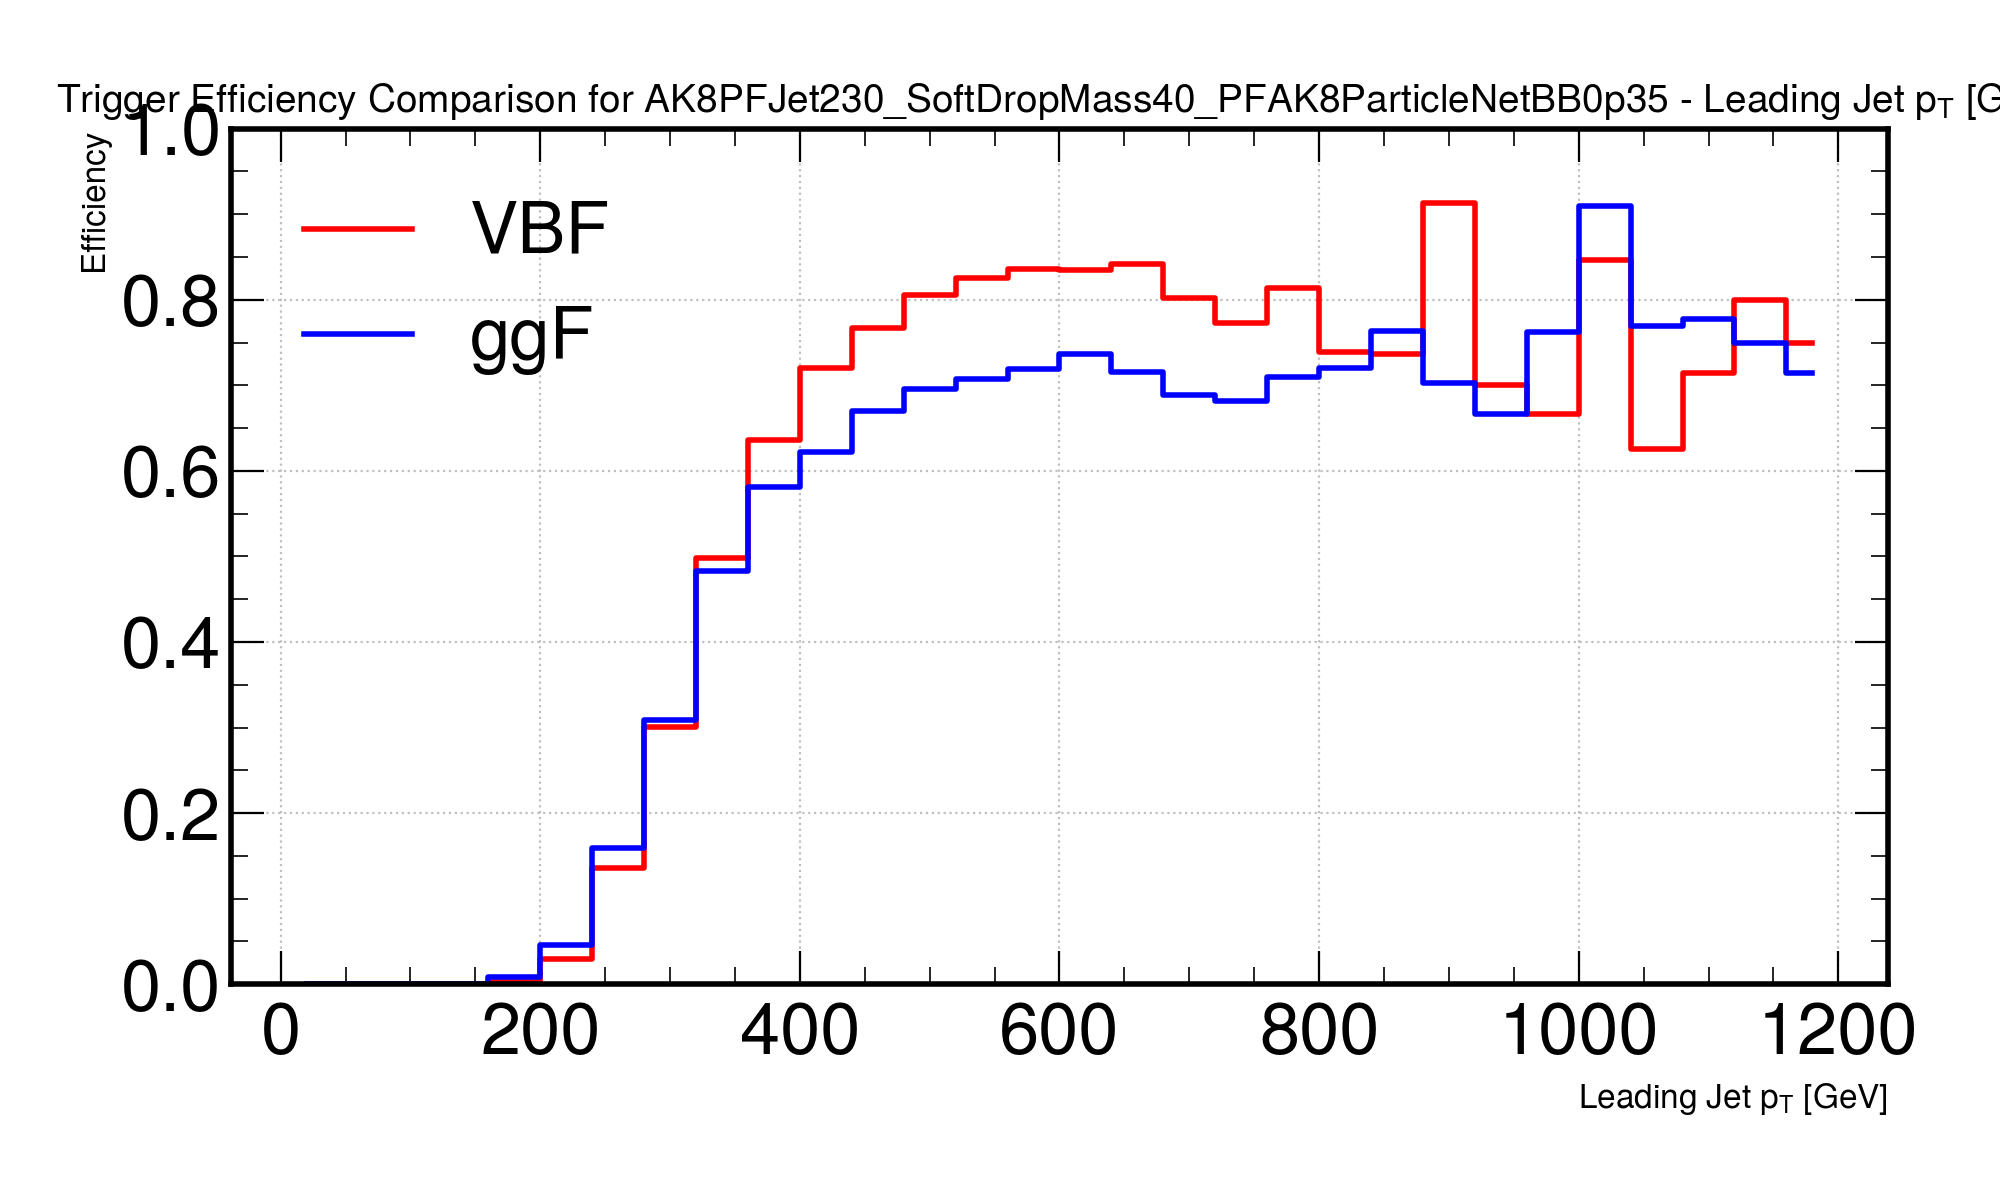 Trigger Efficiency Comparison for AK8PFJet230_SoftDropMass40_PFAK8ParticleNetBB0p35 - Leading Jet pT [G
Efficiency
1.0
0.8
0.6
0.4
0.2
0.0
VBF
ggF
0 200 400 600 800 1000 1200
Leading Jet pT [GeV]